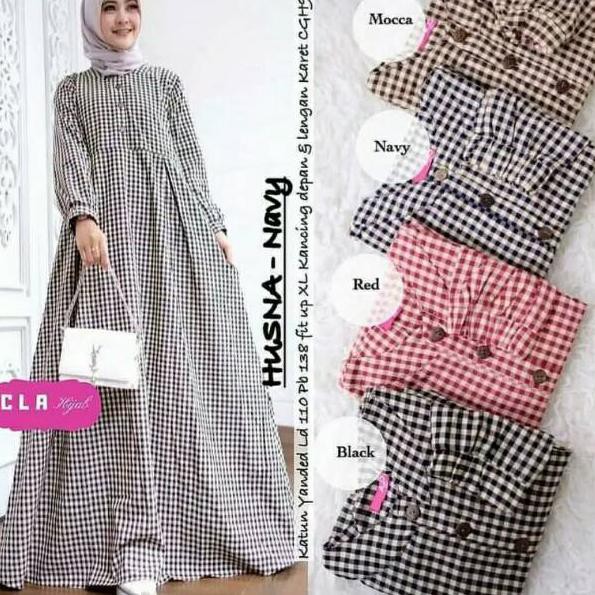 HUSNA - Navy
Katun Yanded Ld 110 Pb 138 fit up XL Kancing depan & lengan Karet
CLA Hijab
Mocca
Navy
Red
Black